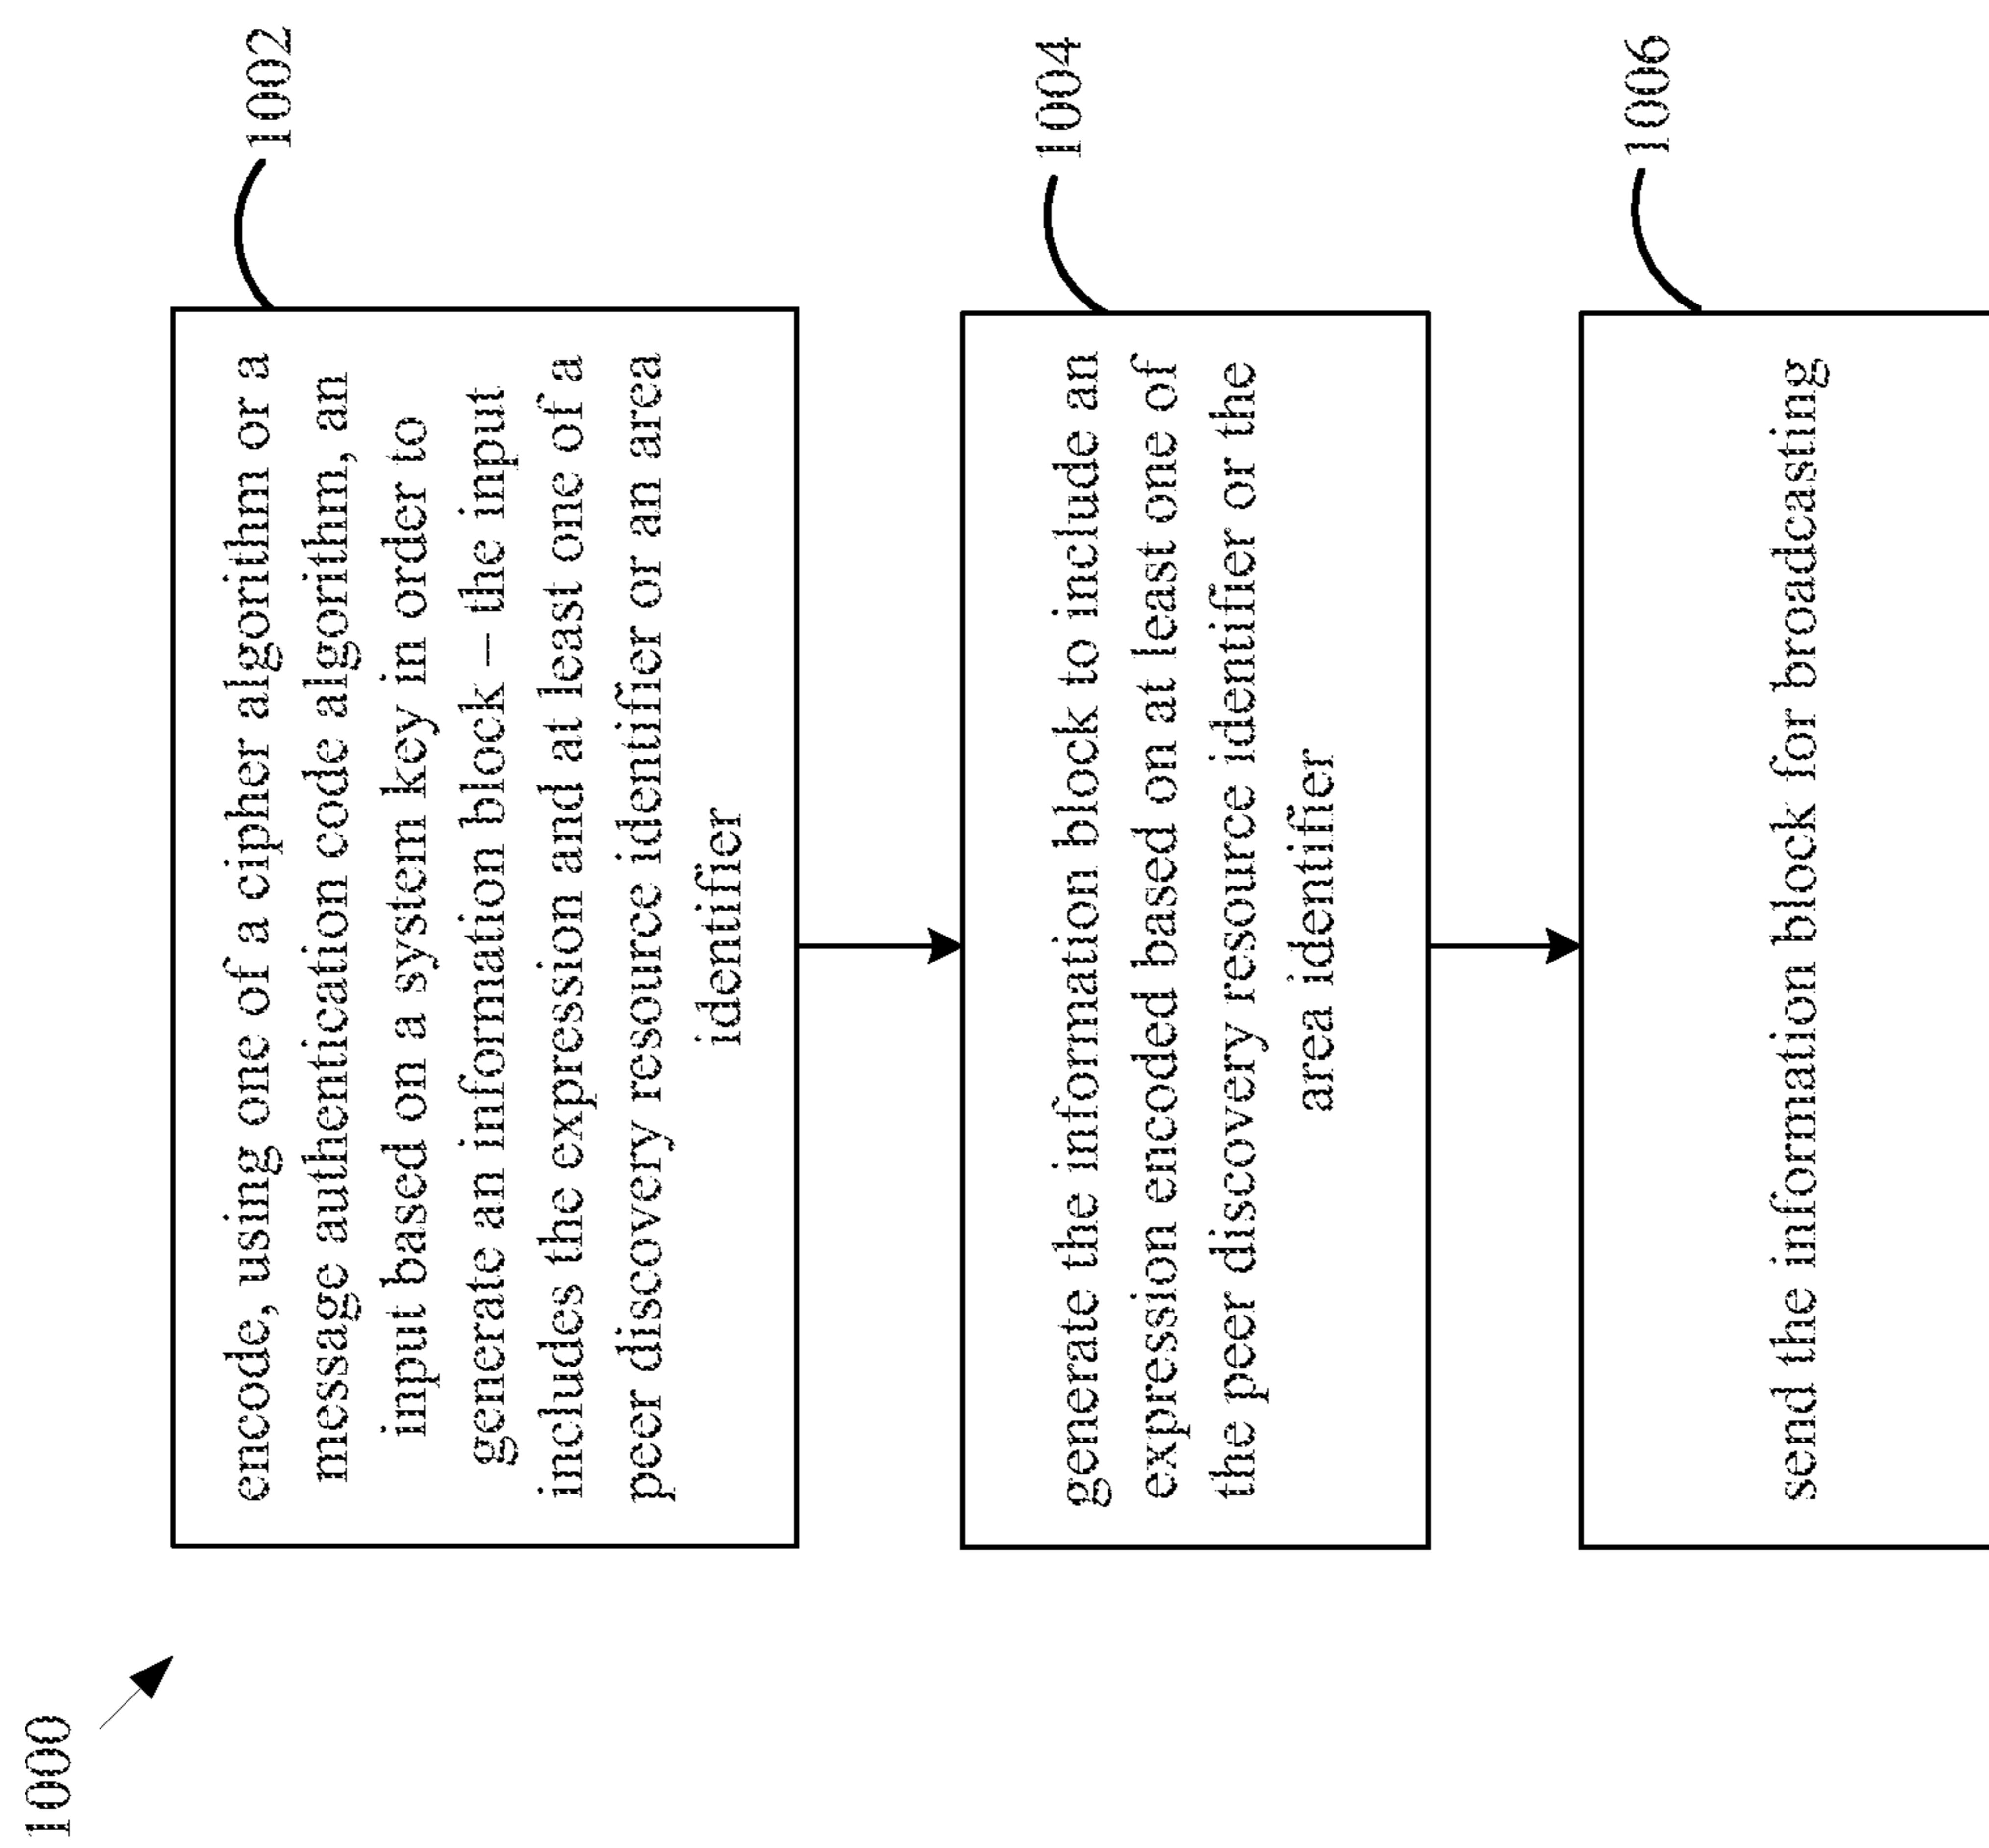 1000
1002
encode, using one of a cipher algorithm or a
message authentication code algorithm, an
input based on a system key in order to
generate an information block – the input
includes the expression and at least one of a
peer discovery resource identifier or an area
identifier
1004
generate the information block to include an
expression encoded based on at least one of
the peer discovery resource identifier or the
area identifier
1006
send the information block for broadcasting